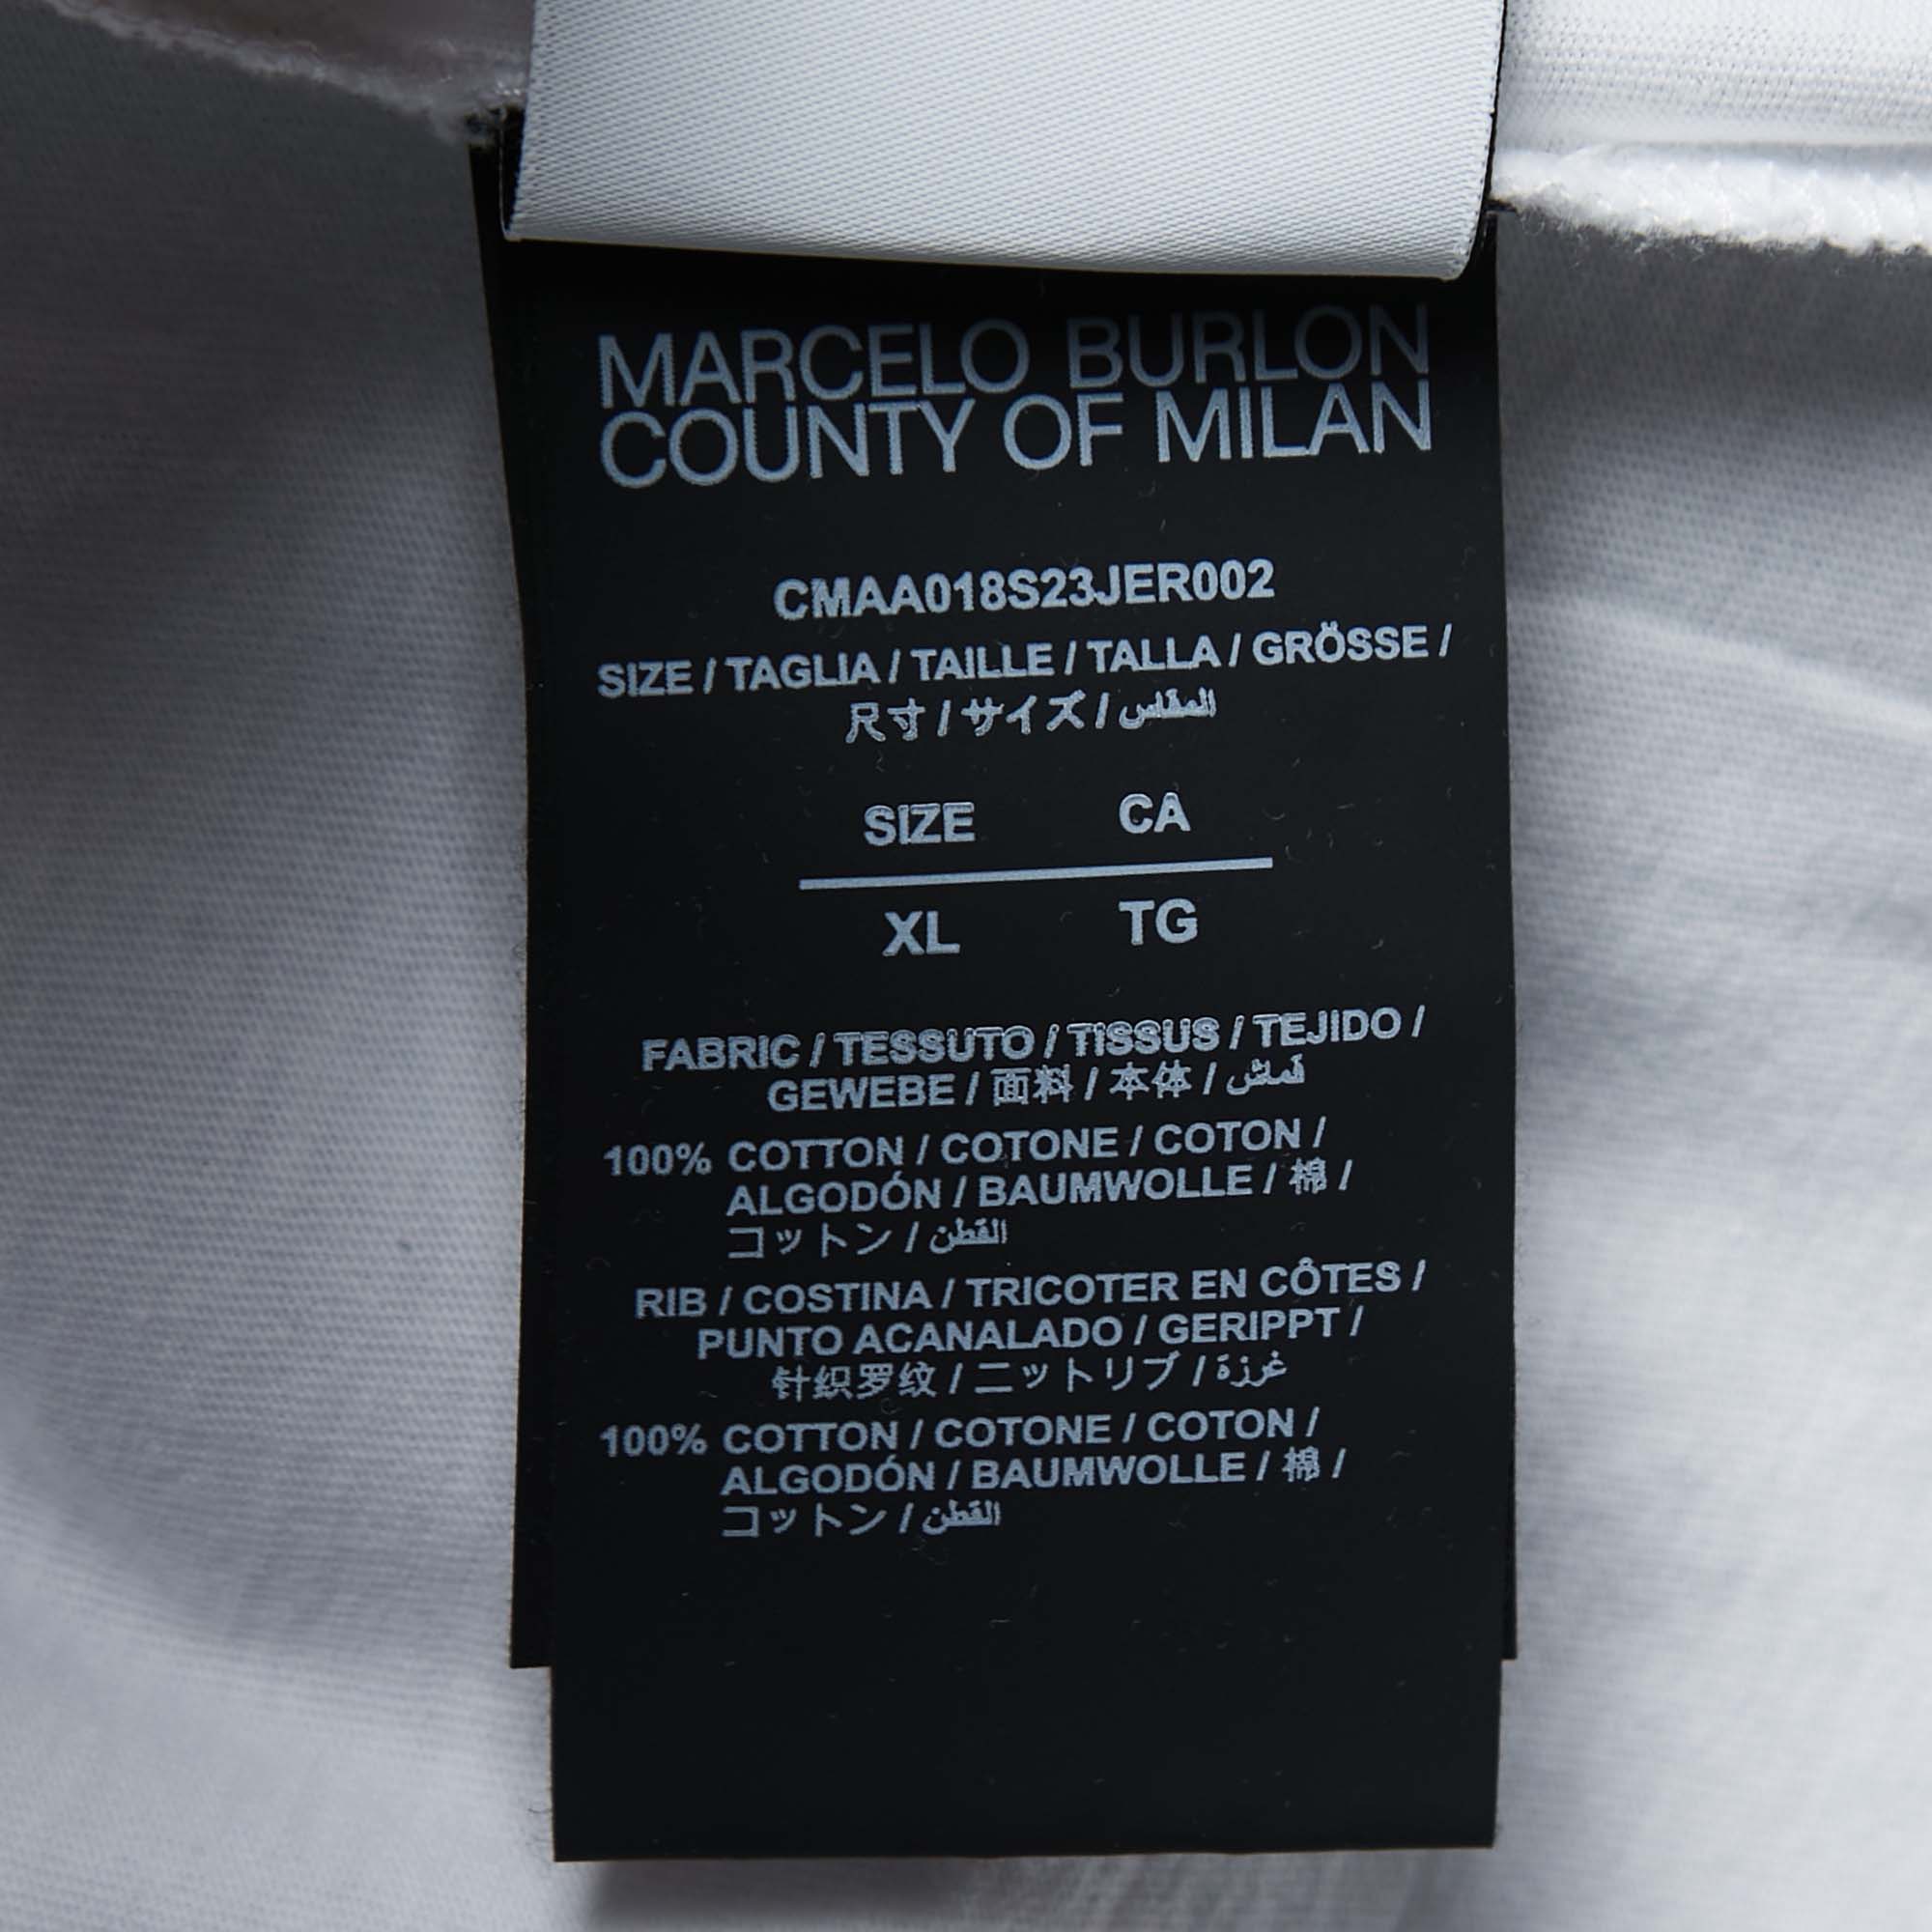 MARCELO BURLON
COUNTY OF MILAN
CMAA018S23JER002
SIZE / TAGLIA / TAILLE / TALLA / GRÖSSE /
尺寸 / サイズ / المقاس
SIZE CA
XL TG
FABRIC / TESSUTO / TISSUS / TEJIDO /
GEWEBE / 面料 / 本体 / قماش
100% COTTON / COTONE / COTON /
ALGODÓN / BAUMWOLLE / 棉 /
コットン / القطن
RIB / COSTINA / TRICOTER EN CÔTES /
PUNTO ACANALADO / GERIPPT /
针织罗纹 / ニットリブ / غرزة
100% COTTON / COTONE / COTON /
ALGODÓN / BAUMWOLLE / 棉 /
コットン / القطن